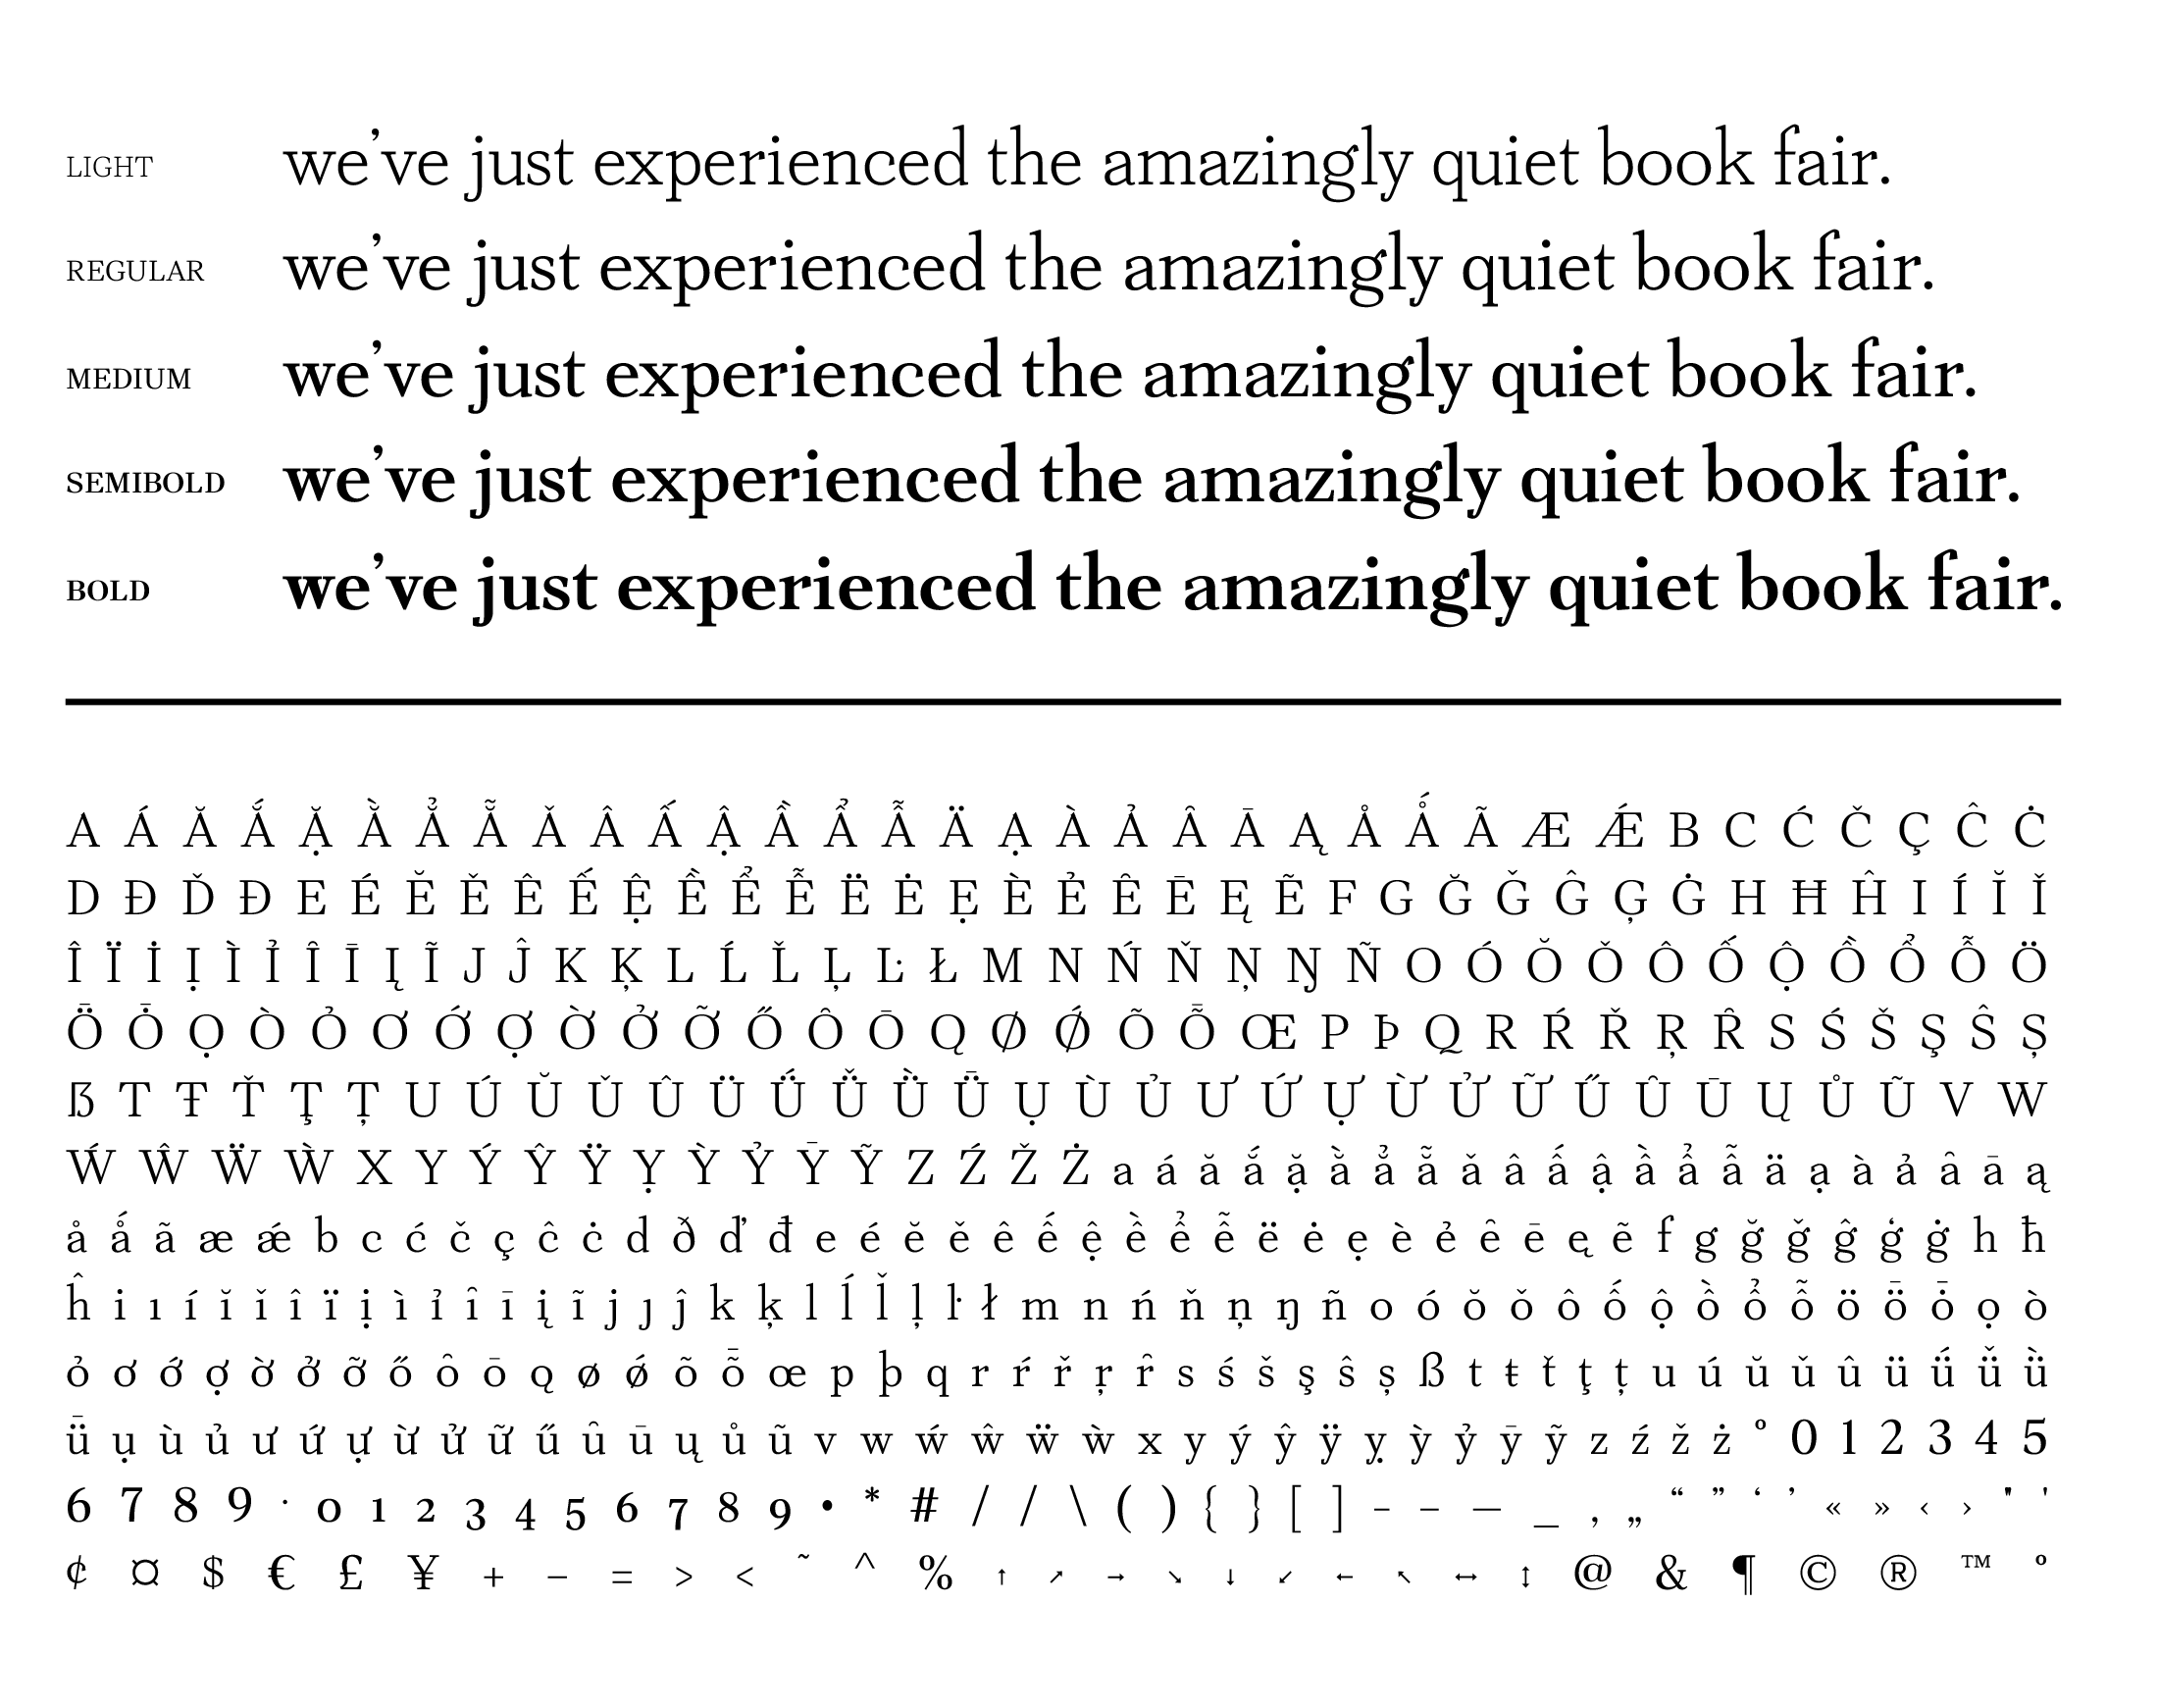 LIGHT we’ve just experienced the amazingly quiet book fair.
REGULAR we’ve just experienced the amazingly quiet book fair.
MEDIUM we’ve just experienced the amazingly quiet book fair.
SEMIBOLD we’ve just experienced the amazingly quiet book fair.
BOLD we’ve just experienced the amazingly quiet book fair.
A Á Ă Ắ Ặ Ằ Ẳ Ẵ Ǎ Â Ấ Ậ Ầ Ẩ Ẫ Ä Ạ À Ả Ȃ Ā Ą Å Ǻ Ã Æ Ǽ B C Ć Č Ç Ĉ Ċ
D Ð Ď Đ E É Ĕ Ě Ê Ế Ệ Ề Ể Ễ Ë Ė Ẹ È Ẻ Ȇ Ē Ę Ẽ F G Ğ Ǧ Ĝ Ģ Ġ H Ħ Ĥ I Í Ĭ Ǐ
Î Ï İ Ị Ì Ỉ Ȋ Ī Į Ĩ J Ĵ K Ķ L Ĺ Ľ Ļ Ŀ Ł M N Ń Ň Ņ Ŋ Ñ O Ó Ŏ Ǒ Ô Ố Ộ Ồ Ổ Ỗ Ö
Ȫ Ȱ Ọ Ò Ỏ Ơ Ớ Ợ Ờ Ở Ỡ Ő Ȏ Ō Ǫ Ø Ǿ Õ Ȭ Œ P Þ Q R Ŕ Ř Ŗ Ȓ S Ś Š Ş Ŝ Ș
ẞ T Ŧ Ť Ţ Ț U Ú Ŭ Ǔ Û Ü Ǘ Ǚ Ǜ Ǖ Ụ Ù Ủ Ư Ứ Ự Ừ Ử Ữ Ű Ȗ Ū Ų Ů Ũ V W
Ẃ Ŵ Ẅ Ẁ X Y Ý Ŷ Ÿ Ỵ Ỳ Ỷ Ȳ Ỹ Z Ź Ž Ż a á ă ắ ặ ằ ẳ ẵ ǎ â ấ ậ ầ ẩ ẫ ä ạ à ả ȃ ā ą
å ǻ ã æ ǽ b c ć č ç ĉ ċ d ð ď đ e é ĕ ě ê ế ệ ề ể ễ ë ė ẹ è ẻ ȇ ē ę ẽ f g ğ ǧ ĝ ģ ġ h ħ
ĥ i ı í ĭ ǐ î ï ị ì ỉ ȋ ī į ĩ j ȷ ĵ k ķ l ĺ ľ ļ ŀ ł m n ń ň ņ ŋ ñ o ó ŏ ǒ ô ố ộ ồ ổ ỗ ö ȫ ȱ ọ ò
ỏ ơ ớ ợ ờ ở ỡ ő ȏ ō ǫ ø ǿ õ ȭ œ p þ q r ŕ ř ŗ ȓ s ś š ş ŝ ș ß t ŧ ť ţ ț u ú ŭ ǔ û ü ǘ ǚ ǜ
ǖ ụ ù ủ ư ứ ự ừ ử ữ ű ȗ ū ų ů ũ v w ẃ ŵ ẅ ẁ x y ý ŷ ÿ ỵ ỳ ỷ ȳ ỹ z ź ž ż º 0 1 2 3 4 5
6 7 8 9 · 0 1 2 3 4 5 6 7 8 9 • * # / / \ ( ) { } [ ] - – — _ ‚ „ “ ” ‘ ’ « » ‹ › " '
¢ ¤ $ € £ ¥ + − = > < ~ ^ % ↑ ↗ → ↘ ↓ ↙ ← ↖ ↔ ↕ @ & ¶ © ® ™ °